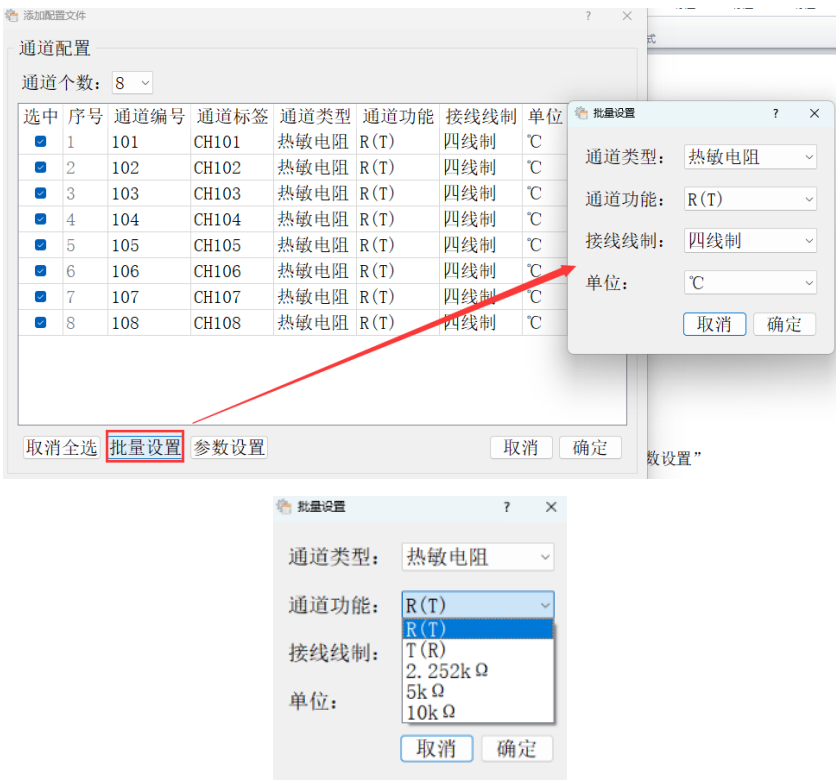 添加配置文件
?
×
通道配置
式
通道个数: 8
选中 序号 通道编号 通道标签 通道类型 通道功能 接线线制 单位
1 101 CH101 热敏电阻 R(T) 四线制 ℃
2 102 CH102 热敏电阻 R(T) 四线制 ℃
3 103 CH103 热敏电阻 R(T) 四线制 ℃
4 104 CH104 热敏电阻 R(T) 四线制 ℃
5 105 CH105 热敏电阻 R(T) 四线制 ℃
6 106 CH106 热敏电阻 R(T) 四线制 ℃
7 107 CH107 热敏电阻 R(T) 四线制 ℃
8 108 CH108 热敏电阻 R(T) 四线制 ℃
取消全选 批量设置 参数设置 取消 确定
批量设置 ? ×
通道类型: 热敏电阻
通道功能: R(T)
接线线制: 四线制
单位: ℃
取消 确定
数设置”
批量设置 ? ×
通道类型: 热敏电阻
通道功能: R(T)
R(T)
接线线制:
T(R)
2.252kΩ
单位:
5kΩ
10kΩ
取消 确定